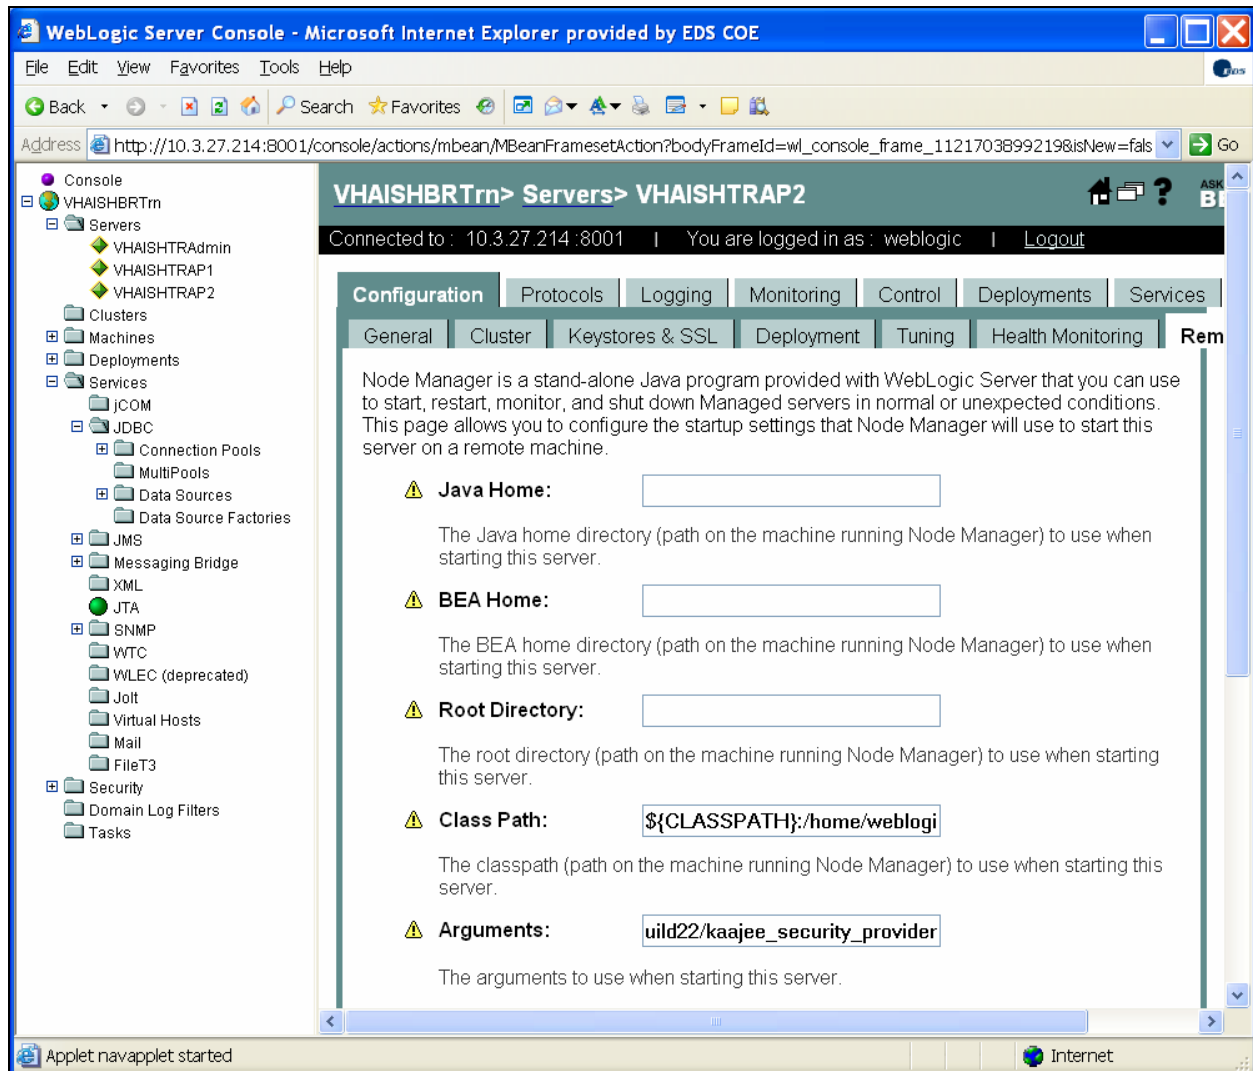 WebLogic Server Console - Microsoft Internet Explorer provided by EDS COE
File Edit View Favorites Tools Help
EDS
Back Search Favorites
Address http://10.3.27.214:8001/console/actions/mbean/MBeanFramesetAction?bodyFrameId=wl_console_frame_1121703899219&isNew=fals Go
Console
VHAISHBRTrn
Servers
VHAISHTRAdmin
VHAISHTRAP1
VHAISHTRAP2
Clusters
Machines
Deployments
Services
jCOM
JDBC
Connection Pools
MultiPools
Data Sources
Data Source Factories
JMS
Messaging Bridge
XML
JTA
SNMP
WTC
WLEC (deprecated)
Jolt
Virtual Hosts
Mail
FileT3
Security
Domain Log Filters
Tasks
VHAISHBRTrn> Servers> VHAISHTRAP2 ? ASK BE
Connected to : 10.3.27.214 :8001 | You are logged in as : weblogic | Logout
Configuration Protocols Logging Monitoring Control Deployments Services
General Cluster Keystores & SSL Deployment Tuning Health Monitoring Rem
Node Manager is a stand-alone Java program provided with WebLogic Server that you can use
to start, restart, monitor, and shut down Managed servers in normal or unexpected conditions.
This page allows you to configure the startup settings that Node Manager will use to start this
server on a remote machine.
Java Home:
The Java home directory (path on the machine running Node Manager) to use when
starting this server.
BEA Home:
The BEA home directory (path on the machine running Node Manager) to use when
starting this server.
Root Directory:
The root directory (path on the machine running Node Manager) to use when starting
this server.
Class Path: ${CLASSPATH}:/home/weblogi
The classpath (path on the machine running Node Manager) to use when starting this
server.
Arguments: uild22/kaajee_security_provider
The arguments to use when starting this server.
Applet navapplet started Internet